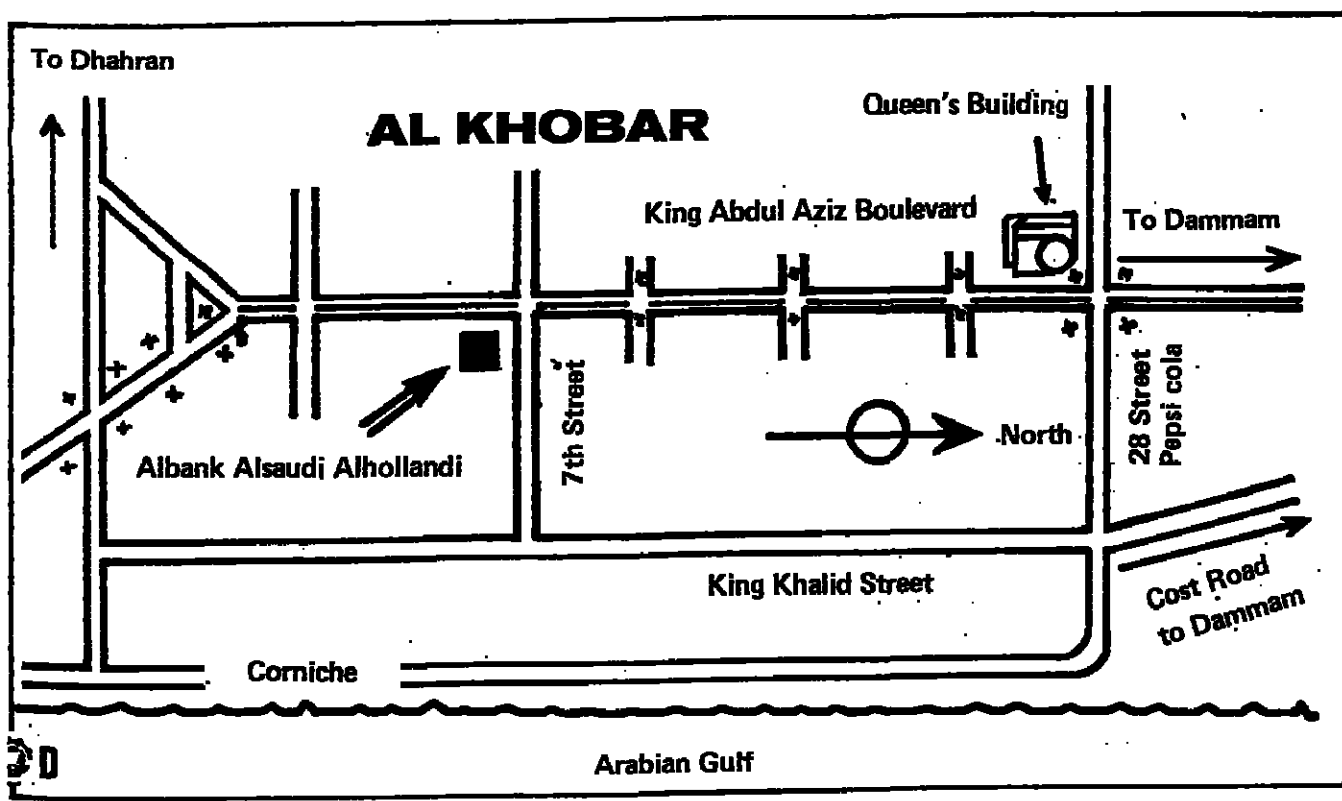 To Dhahran
AL KHOBAR
Queen's Building
King Abdul Aziz Boulevard
To Dammam
7th Street
28 Street
Pepsi cola
North
Albank Alsaudi Alhollandi
King Khalid Street
Cost Road
to Dammam
Corniche
Arabian Gulf
D